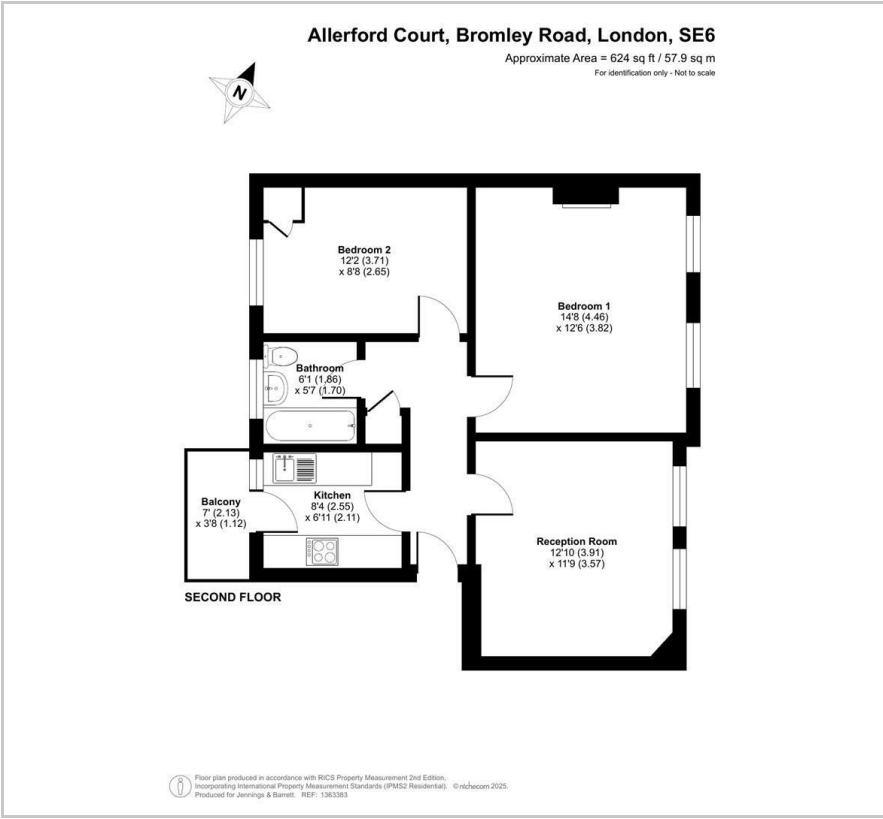 Allerford Court, Bromley Road, London, SE6
Approximate Area = 624 sq ft / 57.9 sq m
For identification only - Not to scale
N
Bedroom 2
12'2 (3.71)
x 8'8 (2.65)
Bedroom 1
14'8 (4.46)
x 12'6 (3.82)
Bathroom
6'1 (1.86)
x 5'7 (1.70)
Balcony
7' (2.13)
x 3'8 (1.12)
Kitchen
8'4 (2.55)
x 6'11 (2.11)
Reception Room
12'10 (3.91)
x 11'9 (3.57)
SECOND FLOOR
Floor plan produced in accordance with RICS Property Measurement 2nd Edition,
Incorporating International Property Measurement Standards (IPMS2 Residential). © nichecom 2025.
Produced for Jennings & Barrett. REF: 1363383